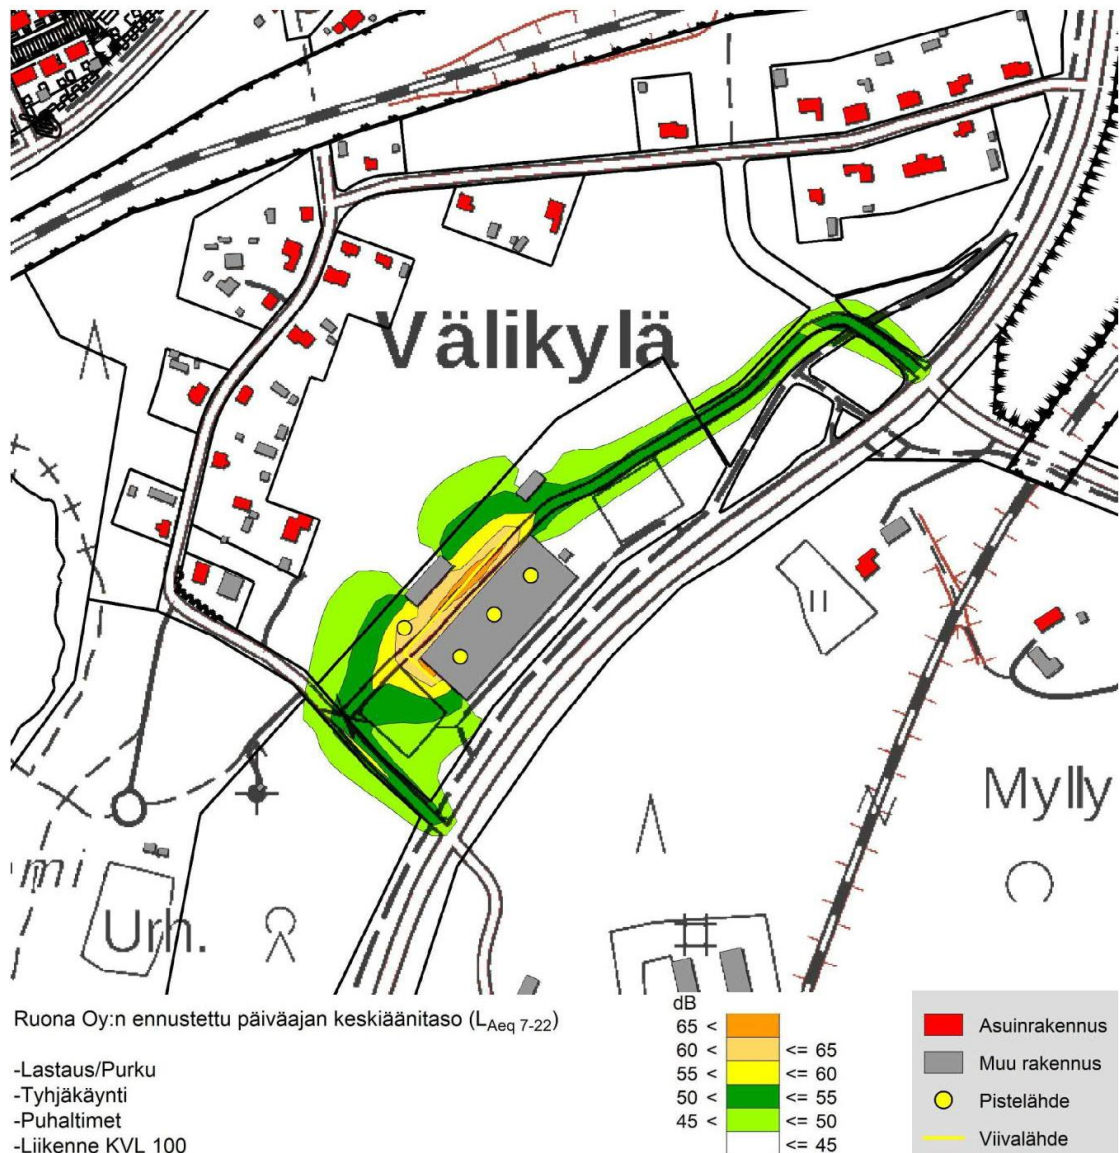 Välikylä
Mylly
mi
Urh.
Ruona Oy:n ennustettu päiväajan keskiäänitaso (LAeq 7-22)
-Lastaus/Purku
-Tyhjäkäynti
-Puhaltimet
-Liikenne KVL 100
dB
65 <
60 < <= 65
55 < <= 60
50 < <= 55
45 < <= 50
<= 45
Asuinrakennus
Muu rakennus
Pistelähde
Viivalähde